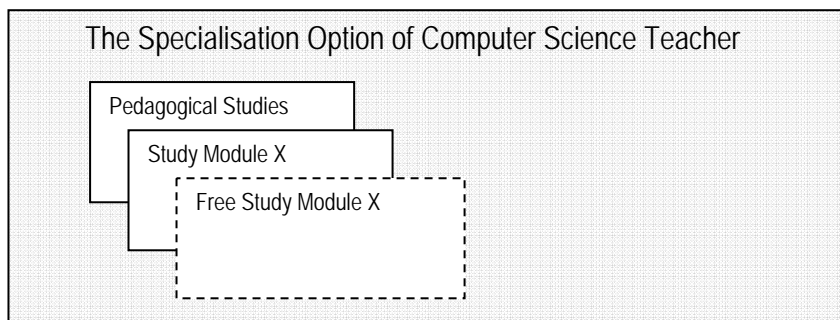 The Specialisation Option of Computer Science Teacher
Pedagogical Studies
Study Module X
Free Study Module X